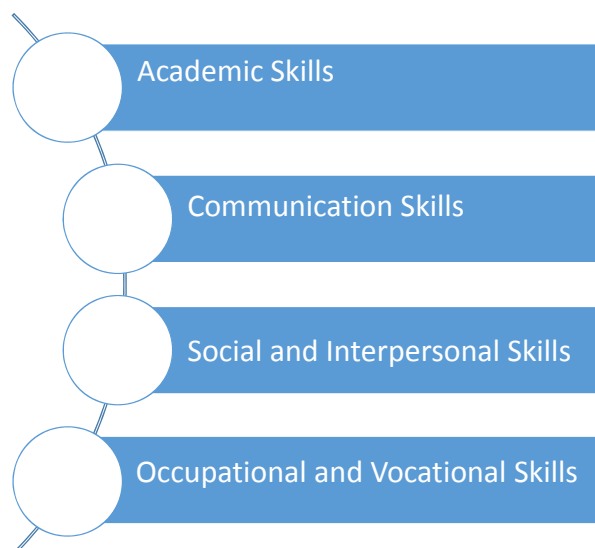 Academic Skills
Communication Skills
Social and Interpersonal Skills
Occupational and Vocational Skills